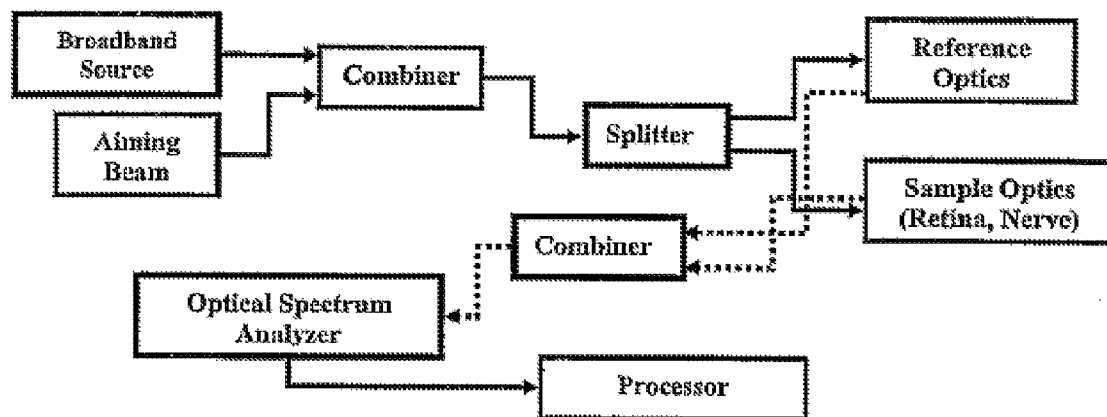 Broadband
Source
Combiner
Reference
Optics
Aiming
Beam
Splitter
Sample Optics
(Retina, Nerve)
Combiner
Optical Spectrum
Analyzer
Processor